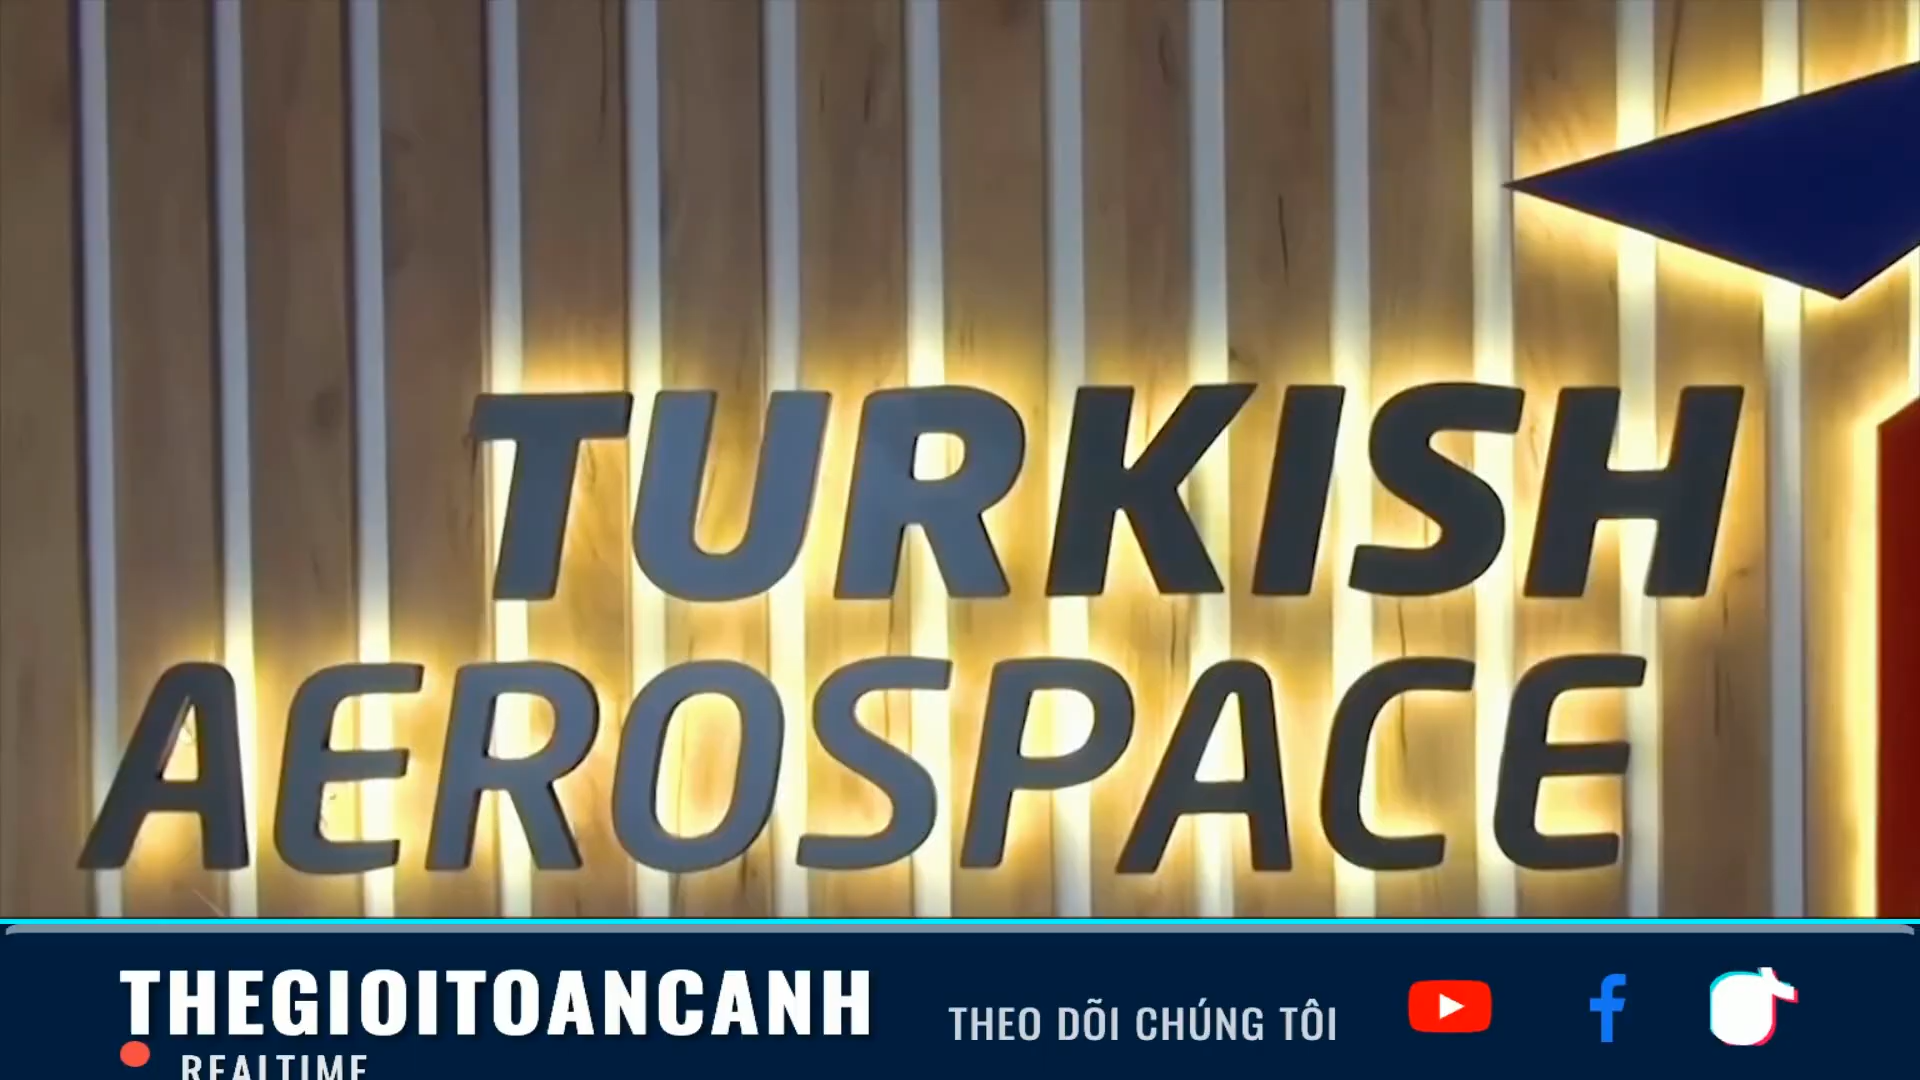 TURKISH
AEROSPACE
THEGIOITOANCANH
THEO DÕI CHÚNG TÔI
REALTIME